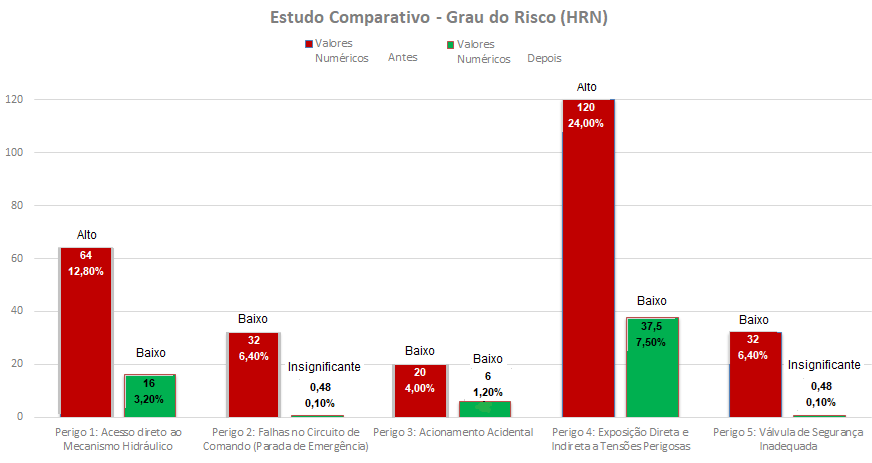 Estudo Comparativo - Grau do Risco (HRN)
Valores Numéricos Antes
Valores Numéricos Depois
120
100
80
60
40
20
0
Alto
64
12,80%
Baixo
16
3,20%
Baixo
32
6,40%
Insignificante
0,48
0,10%
Baixo
20
4,00%
Baixo
6
1,20%
Alto
120
24,00%
Baixo
37,5
7,50%
Baixo
32
6,40%
Insignificante
0,48
0,10%
Perigo 1: Acesso direto ao
Mecanismo Hidráulico
Perigo 2: Falhas no Circuito de
Comando (Parada de Emergência)
Perigo 3: Acionamento Acidental
Perigo 4: Exposição Direta e
Indireta a Tensões Perigosas
Perigo 5: Válvula de Segurança
Inadequada